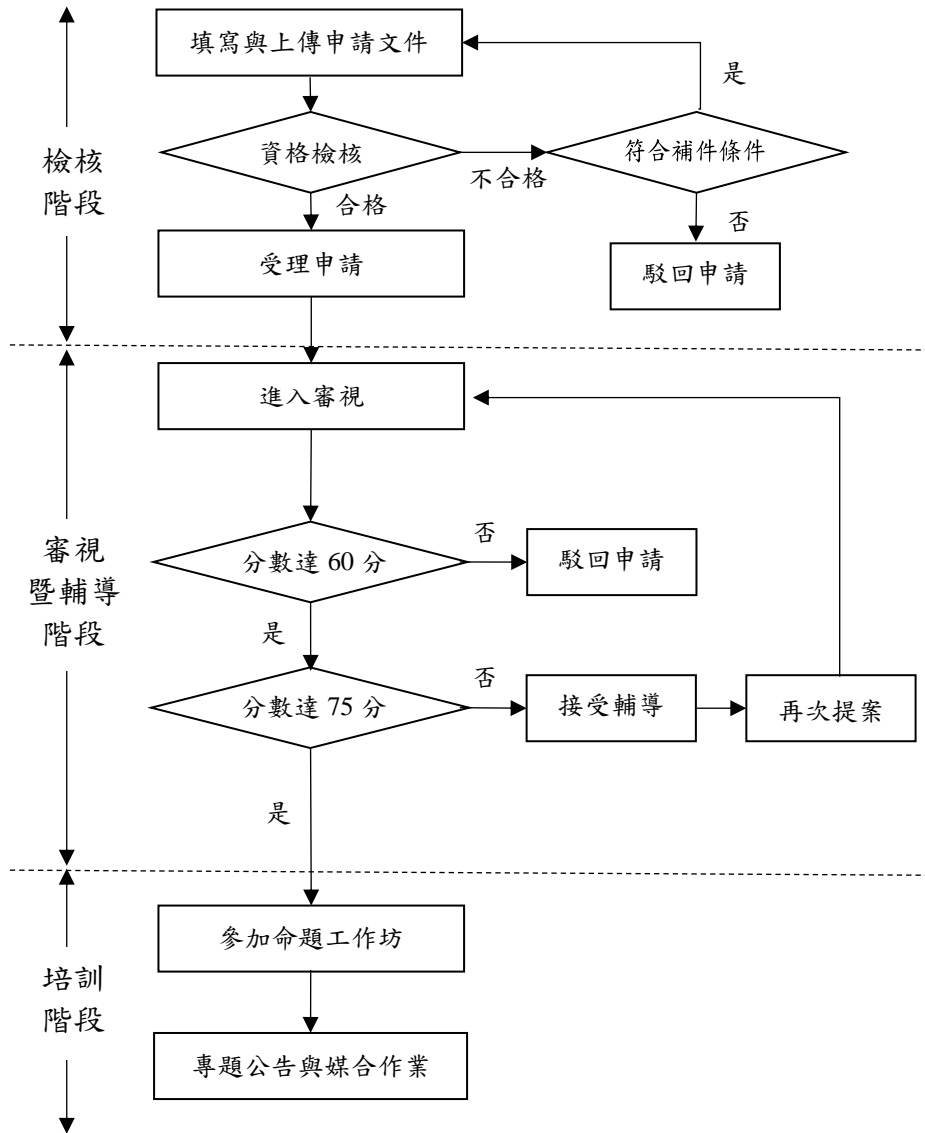 填寫與上傳申請文件
是
資格檢核
不合格
符合補件條件
檢核
階段
合格
否
受理申請
駁回申請
進入審視
審視
暨輔導
階段
分數達 60 分
否
駁回申請
是
分數達 75 分
否
接受輔導
再次提案
是
參加命題工作坊
培訓
階段
專題公告與媒合作業